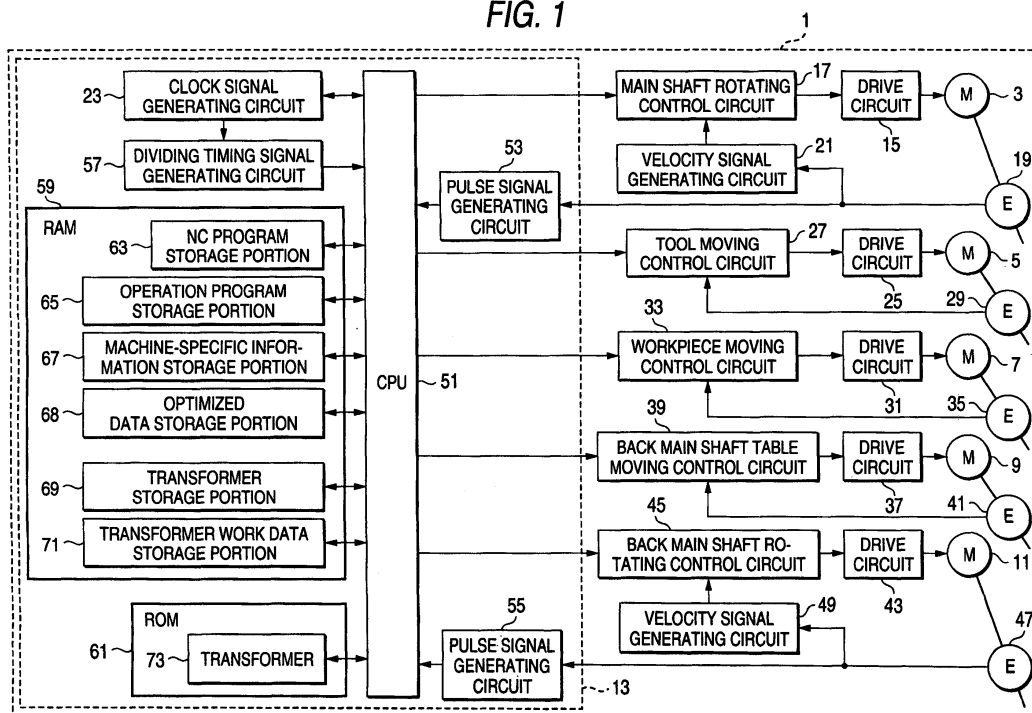 FIG. 1
1
23
CLOCK SIGNAL
GENERATING CIRCUIT
57
DIVIDING TIMING SIGNAL
GENERATING CIRCUIT
59
RAM
63
NC PROGRAM
STORAGE PORTION
65
OPERATION PROGRAM
STORAGE PORTION
67
MACHINE-SPECIFIC INFOR-
MATION STORAGE PORTION
68
OPTIMIZED
DATA STORAGE PORTION
69
TRANSFORMER
STORAGE PORTION
71
TRANSFORMER WORK DATA
STORAGE PORTION
ROM
61
73
TRANSFORMER
CPU
51
53
PULSE SIGNAL
GENERATING
CIRCUIT
55
PULSE SIGNAL
GENERATING
CIRCUIT
13
MAIN SHAFT ROTATING
CONTROL CIRCUIT
17
DRIVE
CIRCUIT
15
M
3
VELOCITY SIGNAL
GENERATING CIRCUIT
21
19
E
TOOL MOVING
CONTROL CIRCUIT
27
DRIVE
CIRCUIT
25
M
5
29
E
33
WORKPIECE MOVING
CONTROL CIRCUIT
DRIVE
CIRCUIT
31
M
7
35
E
39
BACK MAIN SHAFT TABLE
MOVING CONTROL CIRCUIT
DRIVE
CIRCUIT
37
M
9
41
E
45
BACK MAIN SHAFT RO-
TATING CONTROL CIRCUIT
DRIVE
CIRCUIT
43
M
11
VELOCITY SIGNAL
GENERATING CIRCUIT
49
47
E